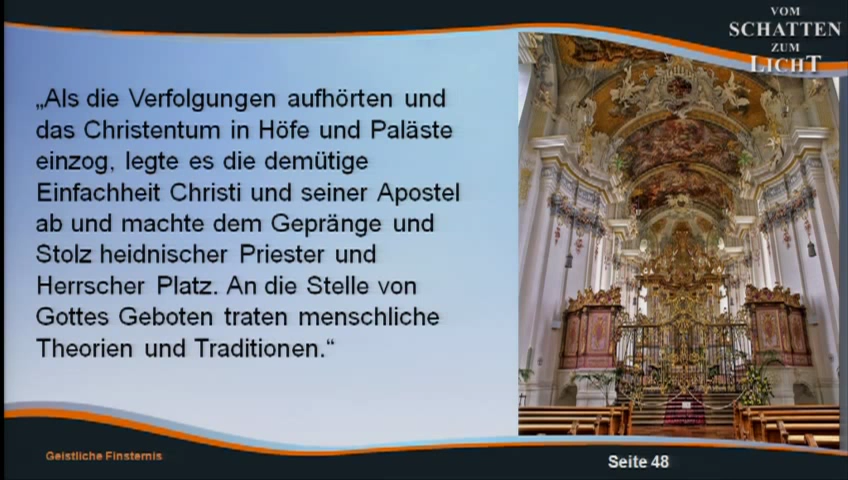 VOM
SCHATTEN
ZUM
LICHT
„Als die Verfolgungen aufhörten und
das Christentum in Höfe und Paläste
einzog, legte es die demütige
Einfachheit Christi und seiner Apostel
ab und machte dem Gepränge und
Stolz heidnischer Priester und
Herrscher Platz. An die Stelle von
Gottes Geboten traten menschliche
Theorien und Traditionen.“
Geistliche Finsternis
Seite 48